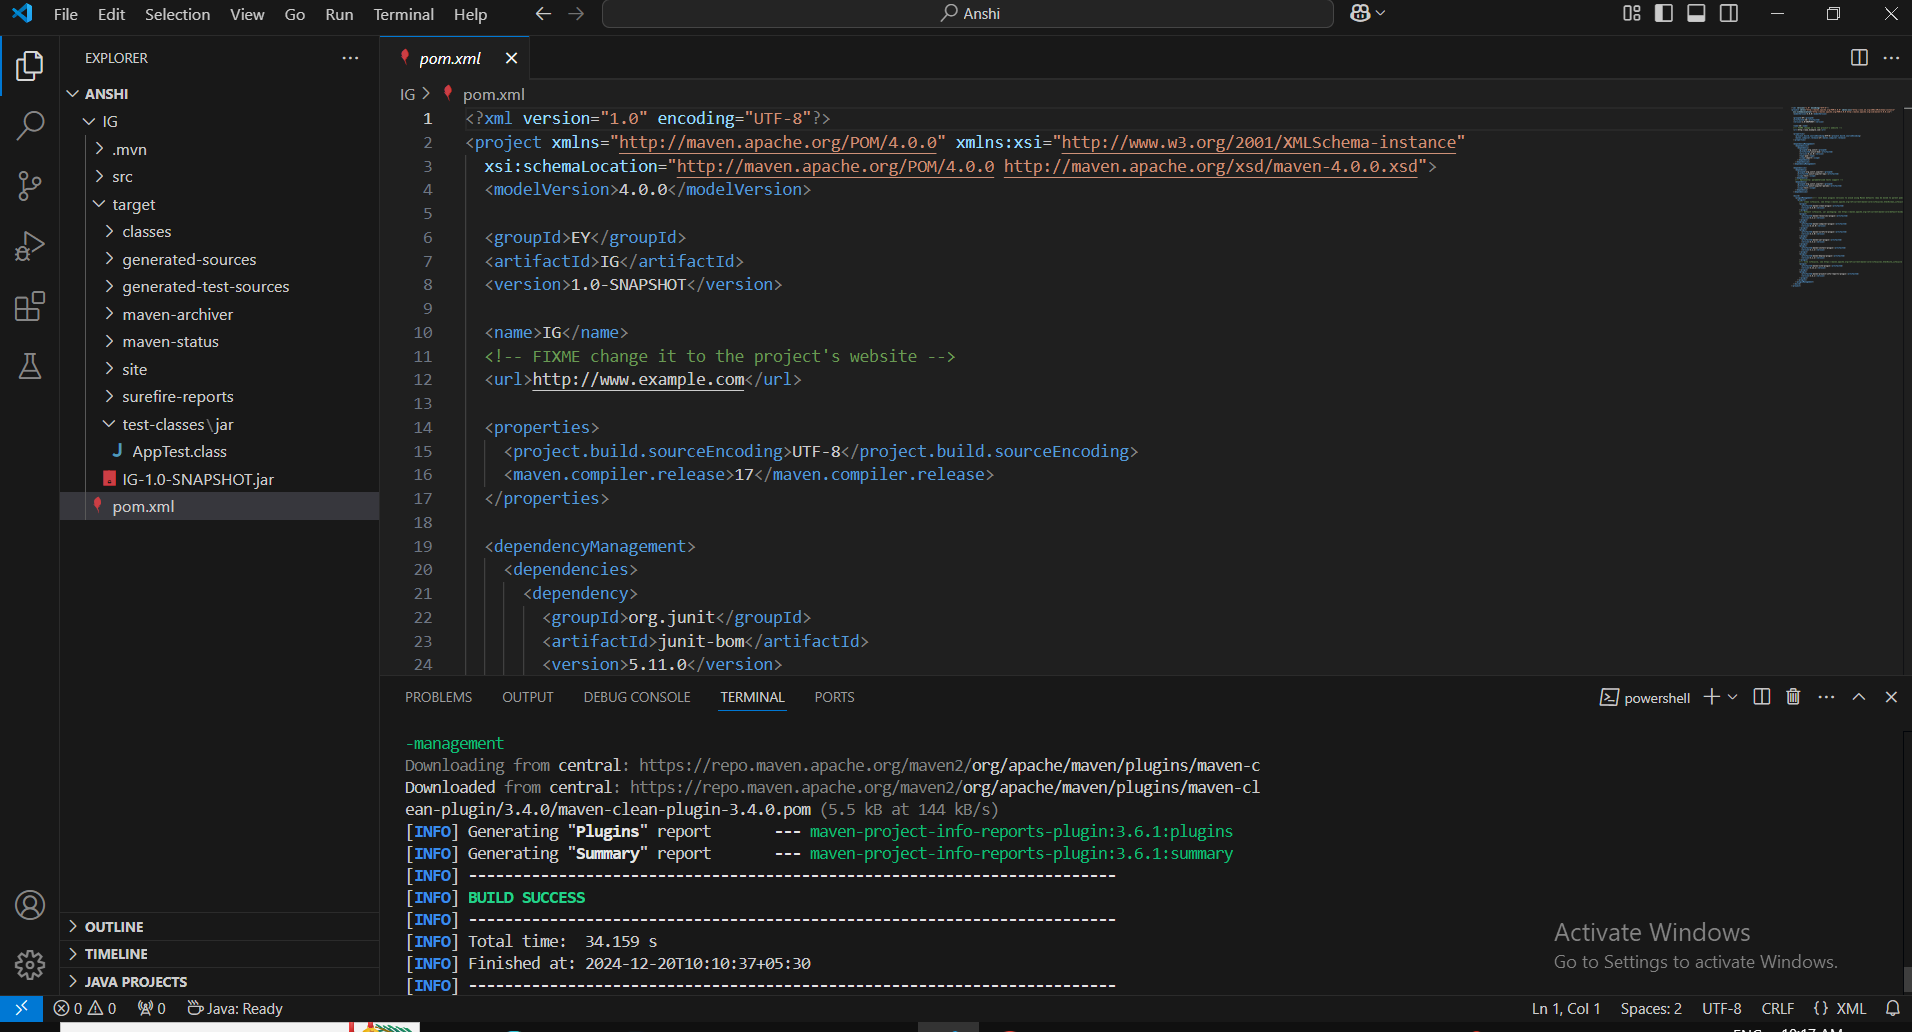 File Edit Selection View Go Run Terminal Help
Anshi
EXPLORER
ANSHI
IG
.mvn
src
target
classes
generated-sources
generated-test-sources
maven-archiver
maven-status
site
surefire-reports
test-classes\jar
J AppTest.class
IG-1.0-SNAPSHOT.jar
pom.xml
OUTLINE
TIMELINE
JAVA PROJECTS
pom.xml
IG > pom.xml
1 <?xml version="1.0" encoding="UTF-8"?>
2 <project xmlns="http://maven.apache.org/POM/4.0.0" xmlns:xsi="http://www.w3.org/2001/XMLSchema-instance"
3 xsi:schemaLocation="http://maven.apache.org/POM/4.0.0 http://maven.apache.org/xsd/maven-4.0.0.xsd">
4 <modelVersion>4.0.0</modelVersion>
5
6 <groupId>EY</groupId>
7 <artifactId>IG</artifactId>
8 <version>1.0-SNAPSHOT</version>
9
10 <name>IG</name>
11 <!-- FIXME change it to the project's website -->
12 <url>http://www.example.com</url>
13
14 <properties>
15 <project.build.sourceEncoding>UTF-8</project.build.sourceEncoding>
16 <maven.compiler.release>17</maven.compiler.release>
17 </properties>
18
19 <dependencyManagement>
20 <dependencies>
21 <dependency>
22 <groupId>org.junit</groupId>
23 <artifactId>junit-bom</artifactId>
24 <version>5.11.0</version>
PROBLEMS OUTPUT DEBUG CONSOLE TERMINAL PORTS
powershell
-management
Downloading from central: https://repo.maven.apache.org/maven2/org/apache/maven/plugins/maven-c
Downloaded from central: https://repo.maven.apache.org/maven2/org/apache/maven/plugins/maven-cl
ean-plugin/3.4.0/maven-clean-plugin-3.4.0.pom (5.5 kB at 144 kB/s)
[INFO] Generating "Plugins" report --- maven-project-info-reports-plugin:3.6.1:plugins
[INFO] Generating "Summary" report --- maven-project-info-reports-plugin:3.6.1:summary
[INFO] ------------------------------------------------------------------------
[INFO] BUILD SUCCESS
[INFO] ------------------------------------------------------------------------
[INFO] Total time: 34.159 s
[INFO] Finished at: 2024-12-20T10:10:37+05:30
[INFO] ------------------------------------------------------------------------
Activate Windows
Go to Settings to activate Windows.
0 0 0 Java: Ready
Ln 1, Col 1 Spaces: 2 UTF-8 CRLF {} XML